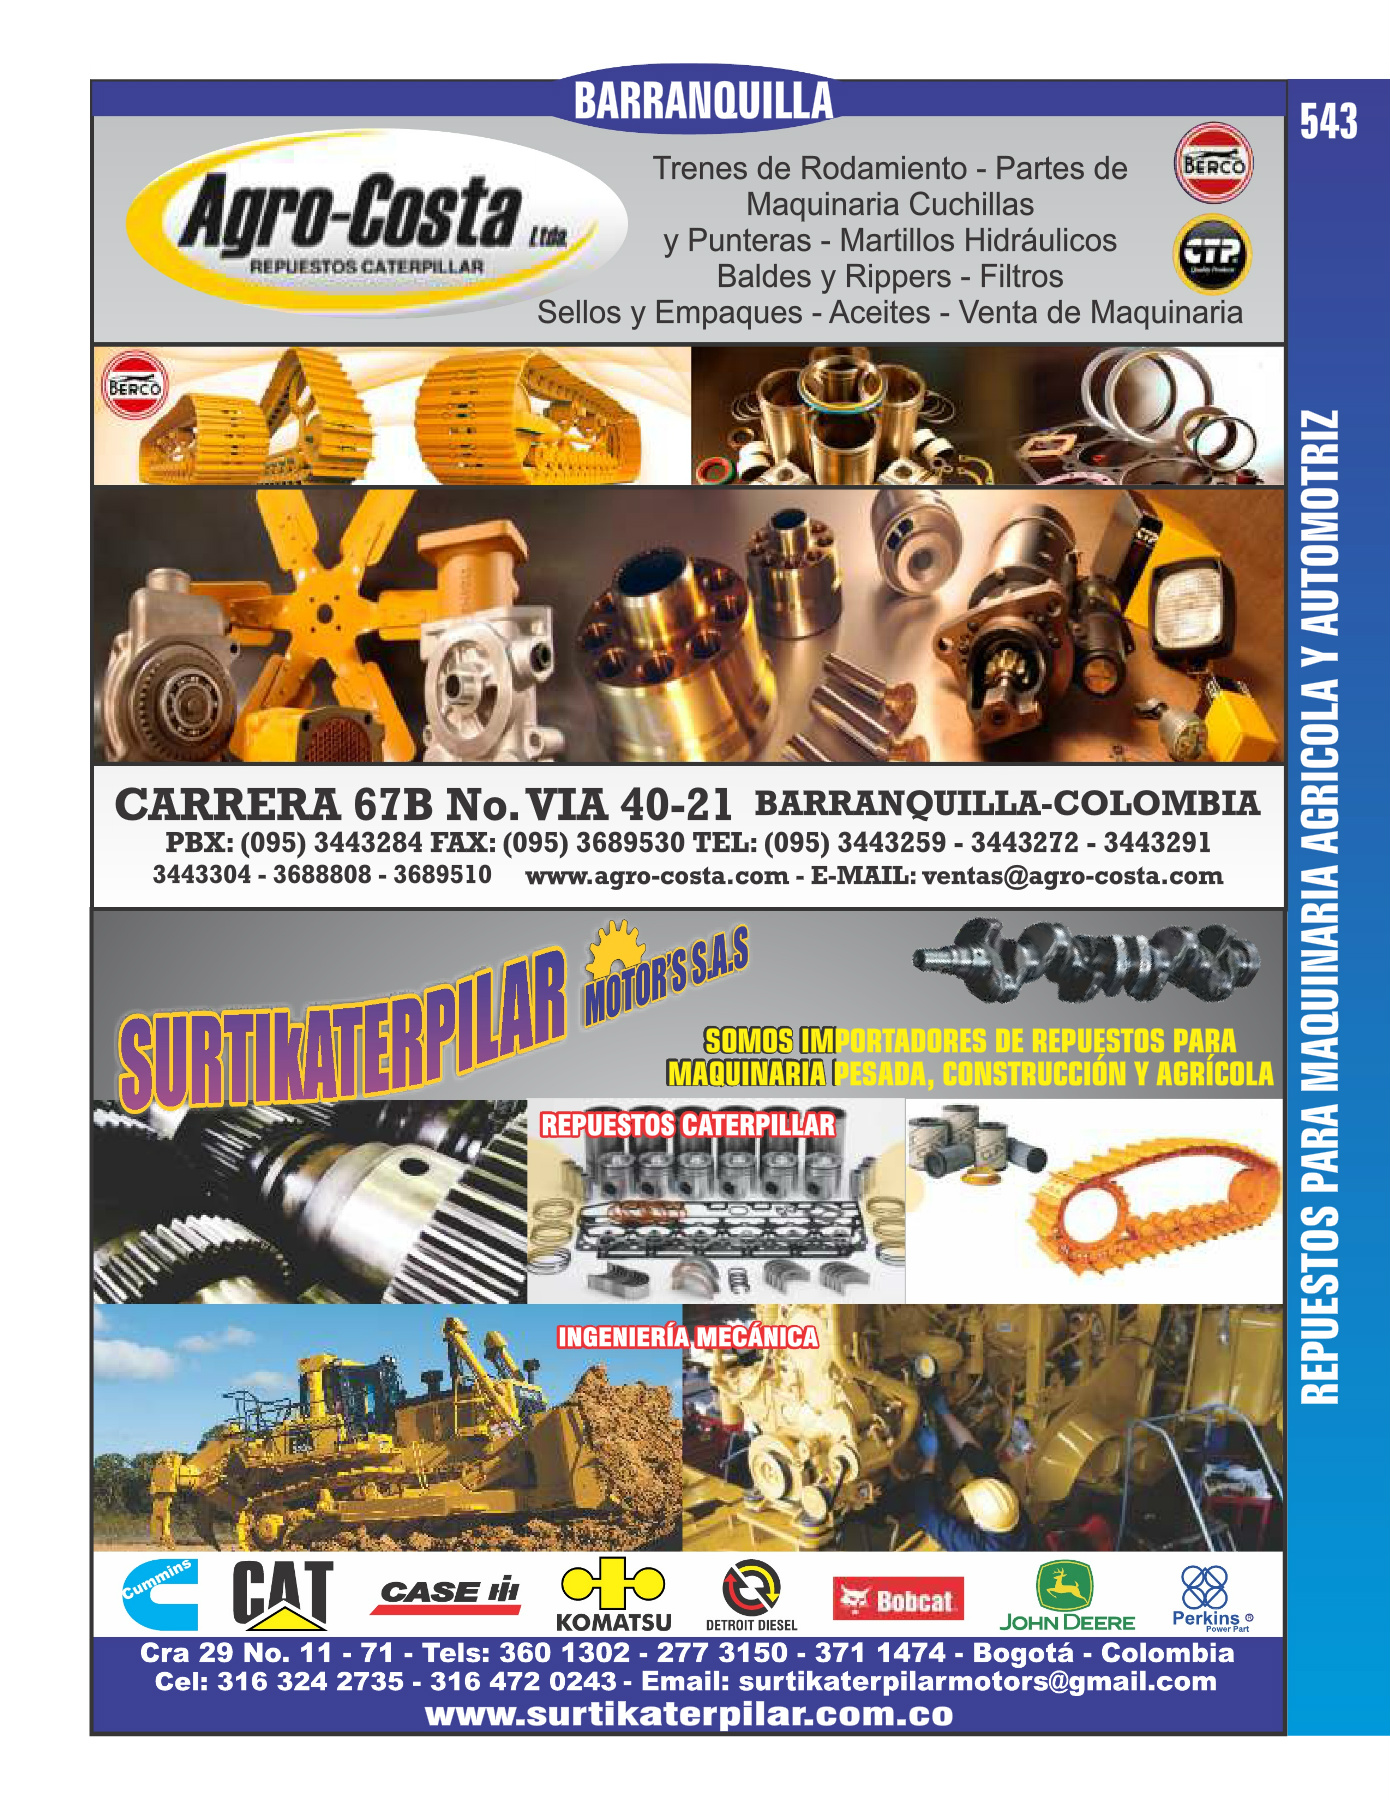 BARRANQUILLA
543
Agro-Costa Ltda.
REPUESTOS CATERPILLAR
Trenes de Rodamiento - Partes de
Maquinaria Cuchillas
y Punteras - Martillos Hidráulicos
Baldes y Rippers - Filtros
Sellos y Empaques - Aceites - Venta de Maquinaria
BERCO
CTP
Quality Products
BERCO
CTP
CARRERA 67B No. VIA 40-21 BARRANQUILLA-COLOMBIA
PBX: (095) 3443284 FAX: (095) 3689530 TEL: (095) 3443259 - 3443272 - 3443291
3443304 - 3688808 - 3689510 www.agro-costa.com - E-MAIL: ventas@agro-costa.com
SURTIkATERPILAR MOTOR'S S.A.S
SOMOS IMPORTADORES DE REPUESTOS PARA
MAQUINARIA PESADA, CONSTRUCCIÓN Y AGRÍCOLA
REPUESTOS CATERPILLAR
INGENIERÍA MECÁNICA
Cummins
CAT
CASE IH
KOMATSU
DETROIT DIESEL
Bobcat
JOHN DEERE
Perkins ®
Power Part
Cra 29 No. 11 - 71 - Tels: 360 1302 - 277 3150 - 371 1474 - Bogotá - Colombia
Cel: 316 324 2735 - 316 472 0243 - Email: surtikaterpilarmotors@gmail.com
www.surtikaterpilar.com.co
REPUESTOS PARA MAQUINARIA AGRICOLA Y AUTOMOTRIZ